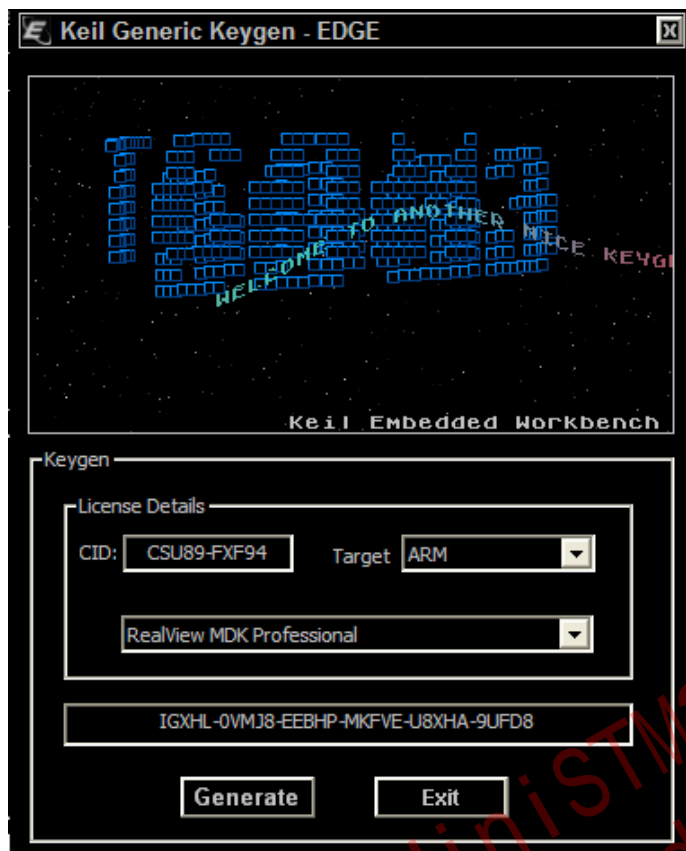 Keil Generic Keygen - EDGE
WELCOME TO ANOTHER NICE
Keil Embedded Workbench
Keygen
License Details
CID: CSU89-FXF94 Target ARM
RealView MDK Professional
IGXHL-0VMJ8-EEBHP-MKFVE-U8XHA-9UFD8
Generate Exit